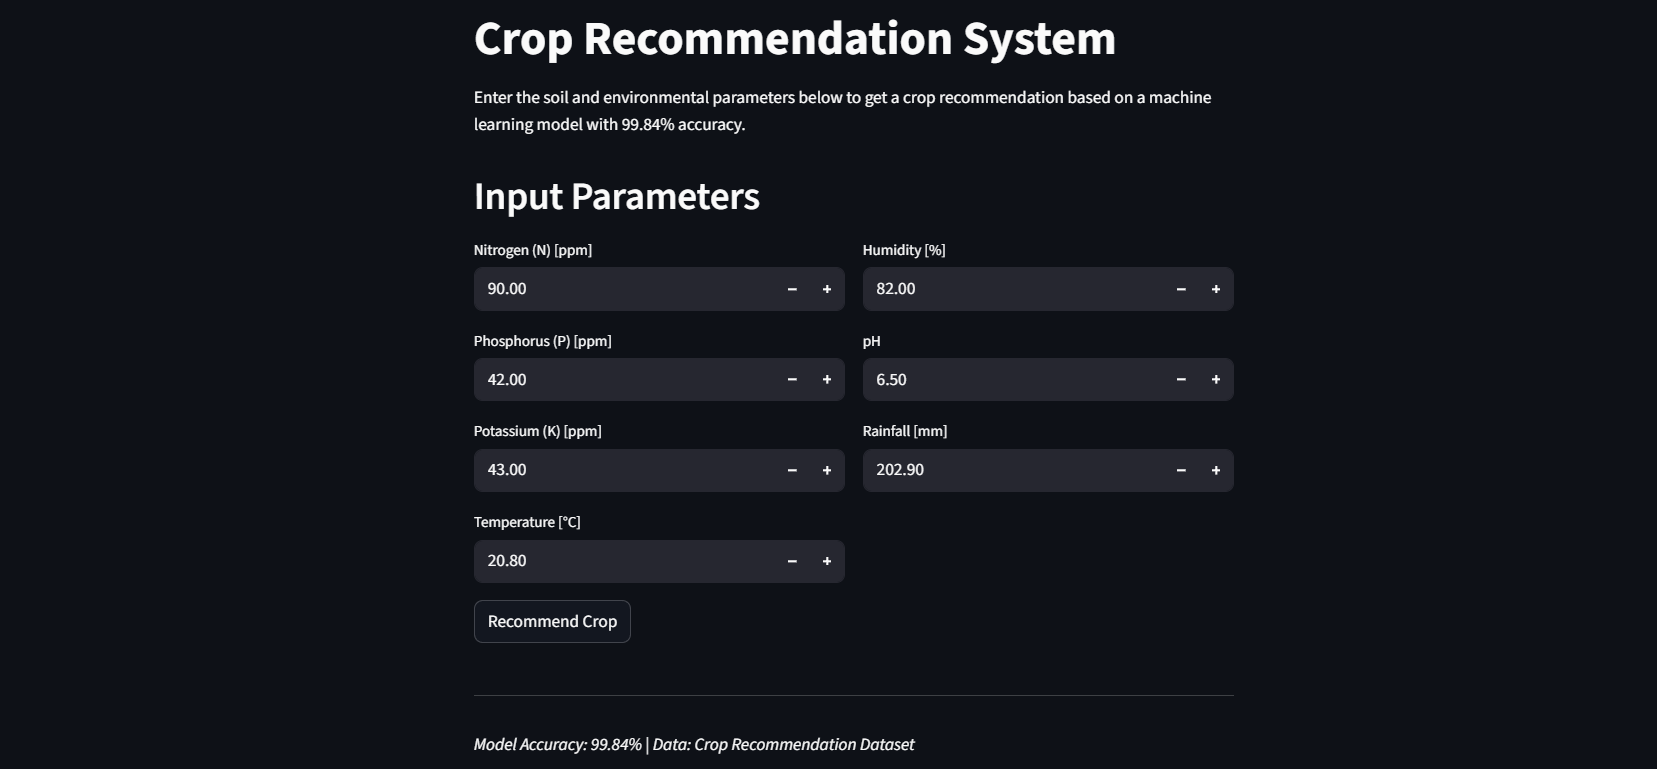 Crop Recommendation System
Enter the soil and environmental parameters below to get a crop recommendation based on a machine
learning model with 99.84% accuracy.
Input Parameters
Nitrogen (N) [ppm]
90.00
Phosphorus (P) [ppm]
42.00
Potassium (K) [ppm]
43.00
Temperature [°C]
20.80
Humidity [%]
82.00
pH
6.50
Rainfall [mm]
202.90
Recommend Crop
Model Accuracy: 99.84% | Data: Crop Recommendation Dataset